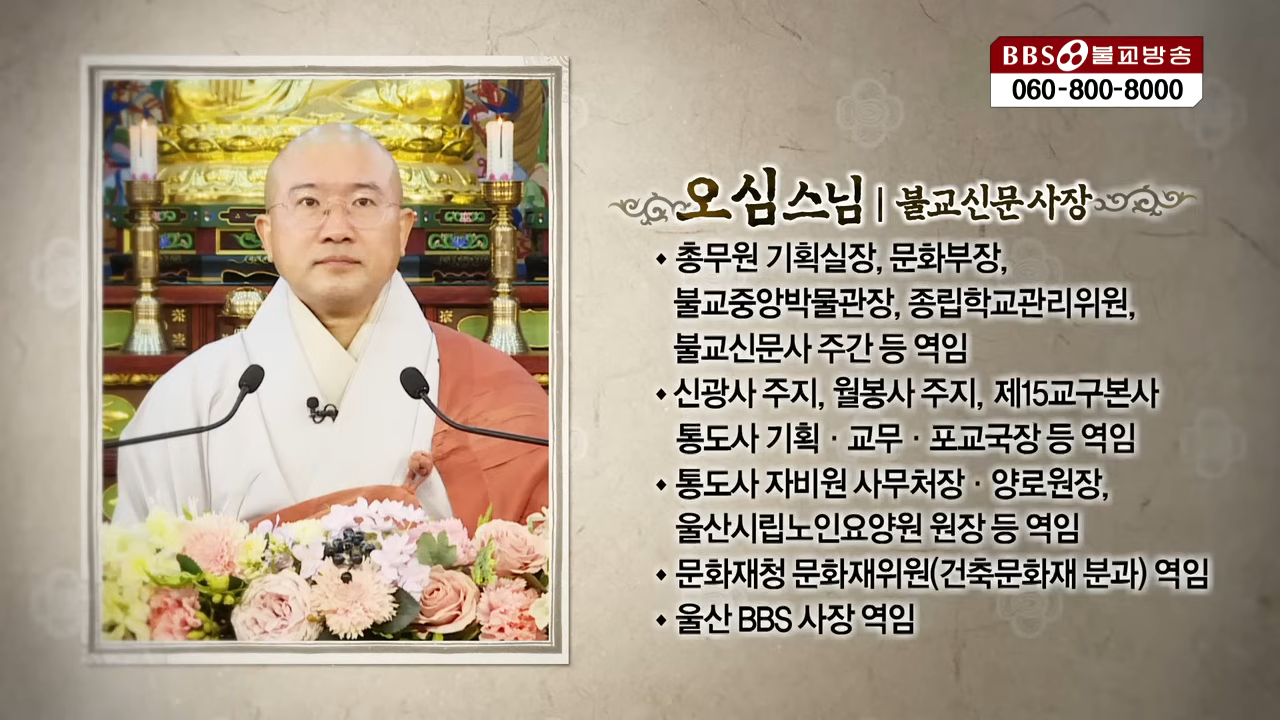 BBS 불교방송
060-800-8000
오심스님 | 불교신문 사장
◆ 총무원 기획실장, 문화부장,
불교중앙박물관장, 종립학교관리위원,
불교신문사 주간 등 역임
◆ 신광사 주지, 월봉사 주지, 제15교구본사
통도사 기획 · 교무 · 포교국장 등 역임
◆ 통도사 자비원 사무처장 · 양로원장,
울산시립노인요양원 원장 등 역임
◆ 문화재청 문화재위원(건축문화재 분과) 역임
◆ 울산 BBS 사장 역임